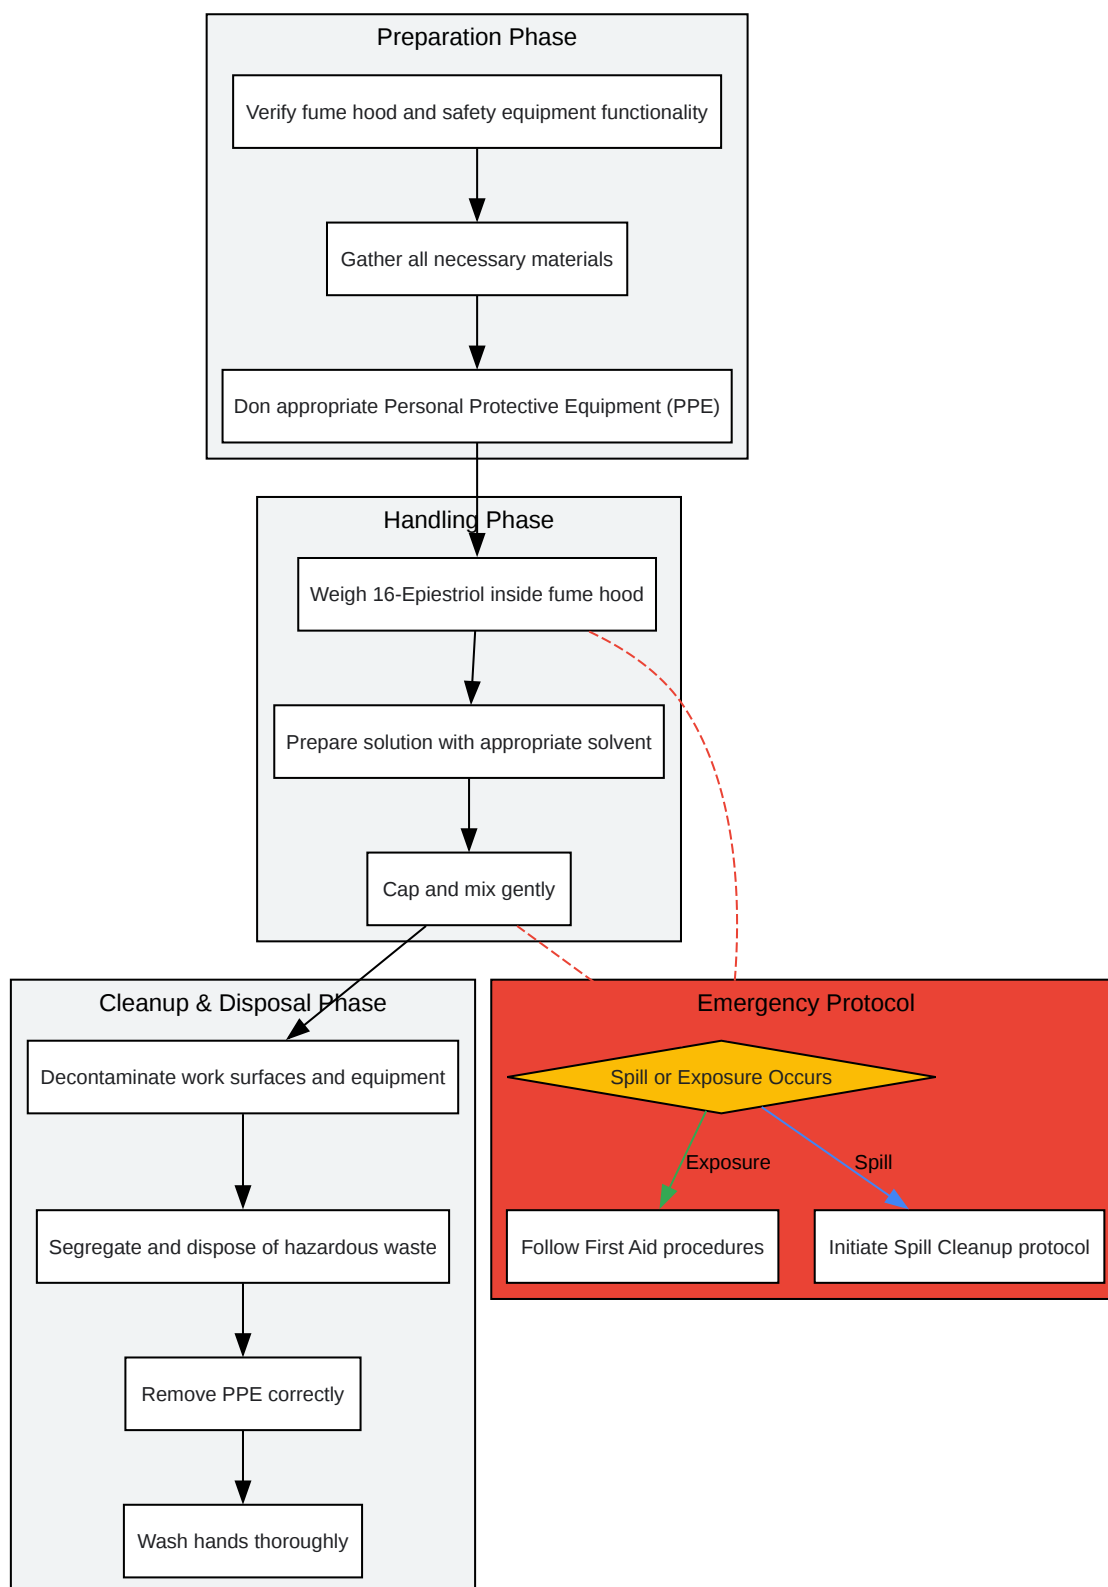 Preparation Phase
Verify fume hood and safety equipment functionality
Gather all necessary materials
Don appropriate Personal Protective Equipment (PPE)
Handling Phase
Weigh 16-Epiestriol inside fume hood
Prepare solution with appropriate solvent
Cap and mix gently
Cleanup & Disposal Phase
Decontaminate work surfaces and equipment
Segregate and dispose of hazardous waste
Remove PPE correctly
Wash hands thoroughly
Emergency Protocol
Spill or Exposure Occurs
Exposure
Spill
Follow First Aid procedures
Initiate Spill Cleanup protocol